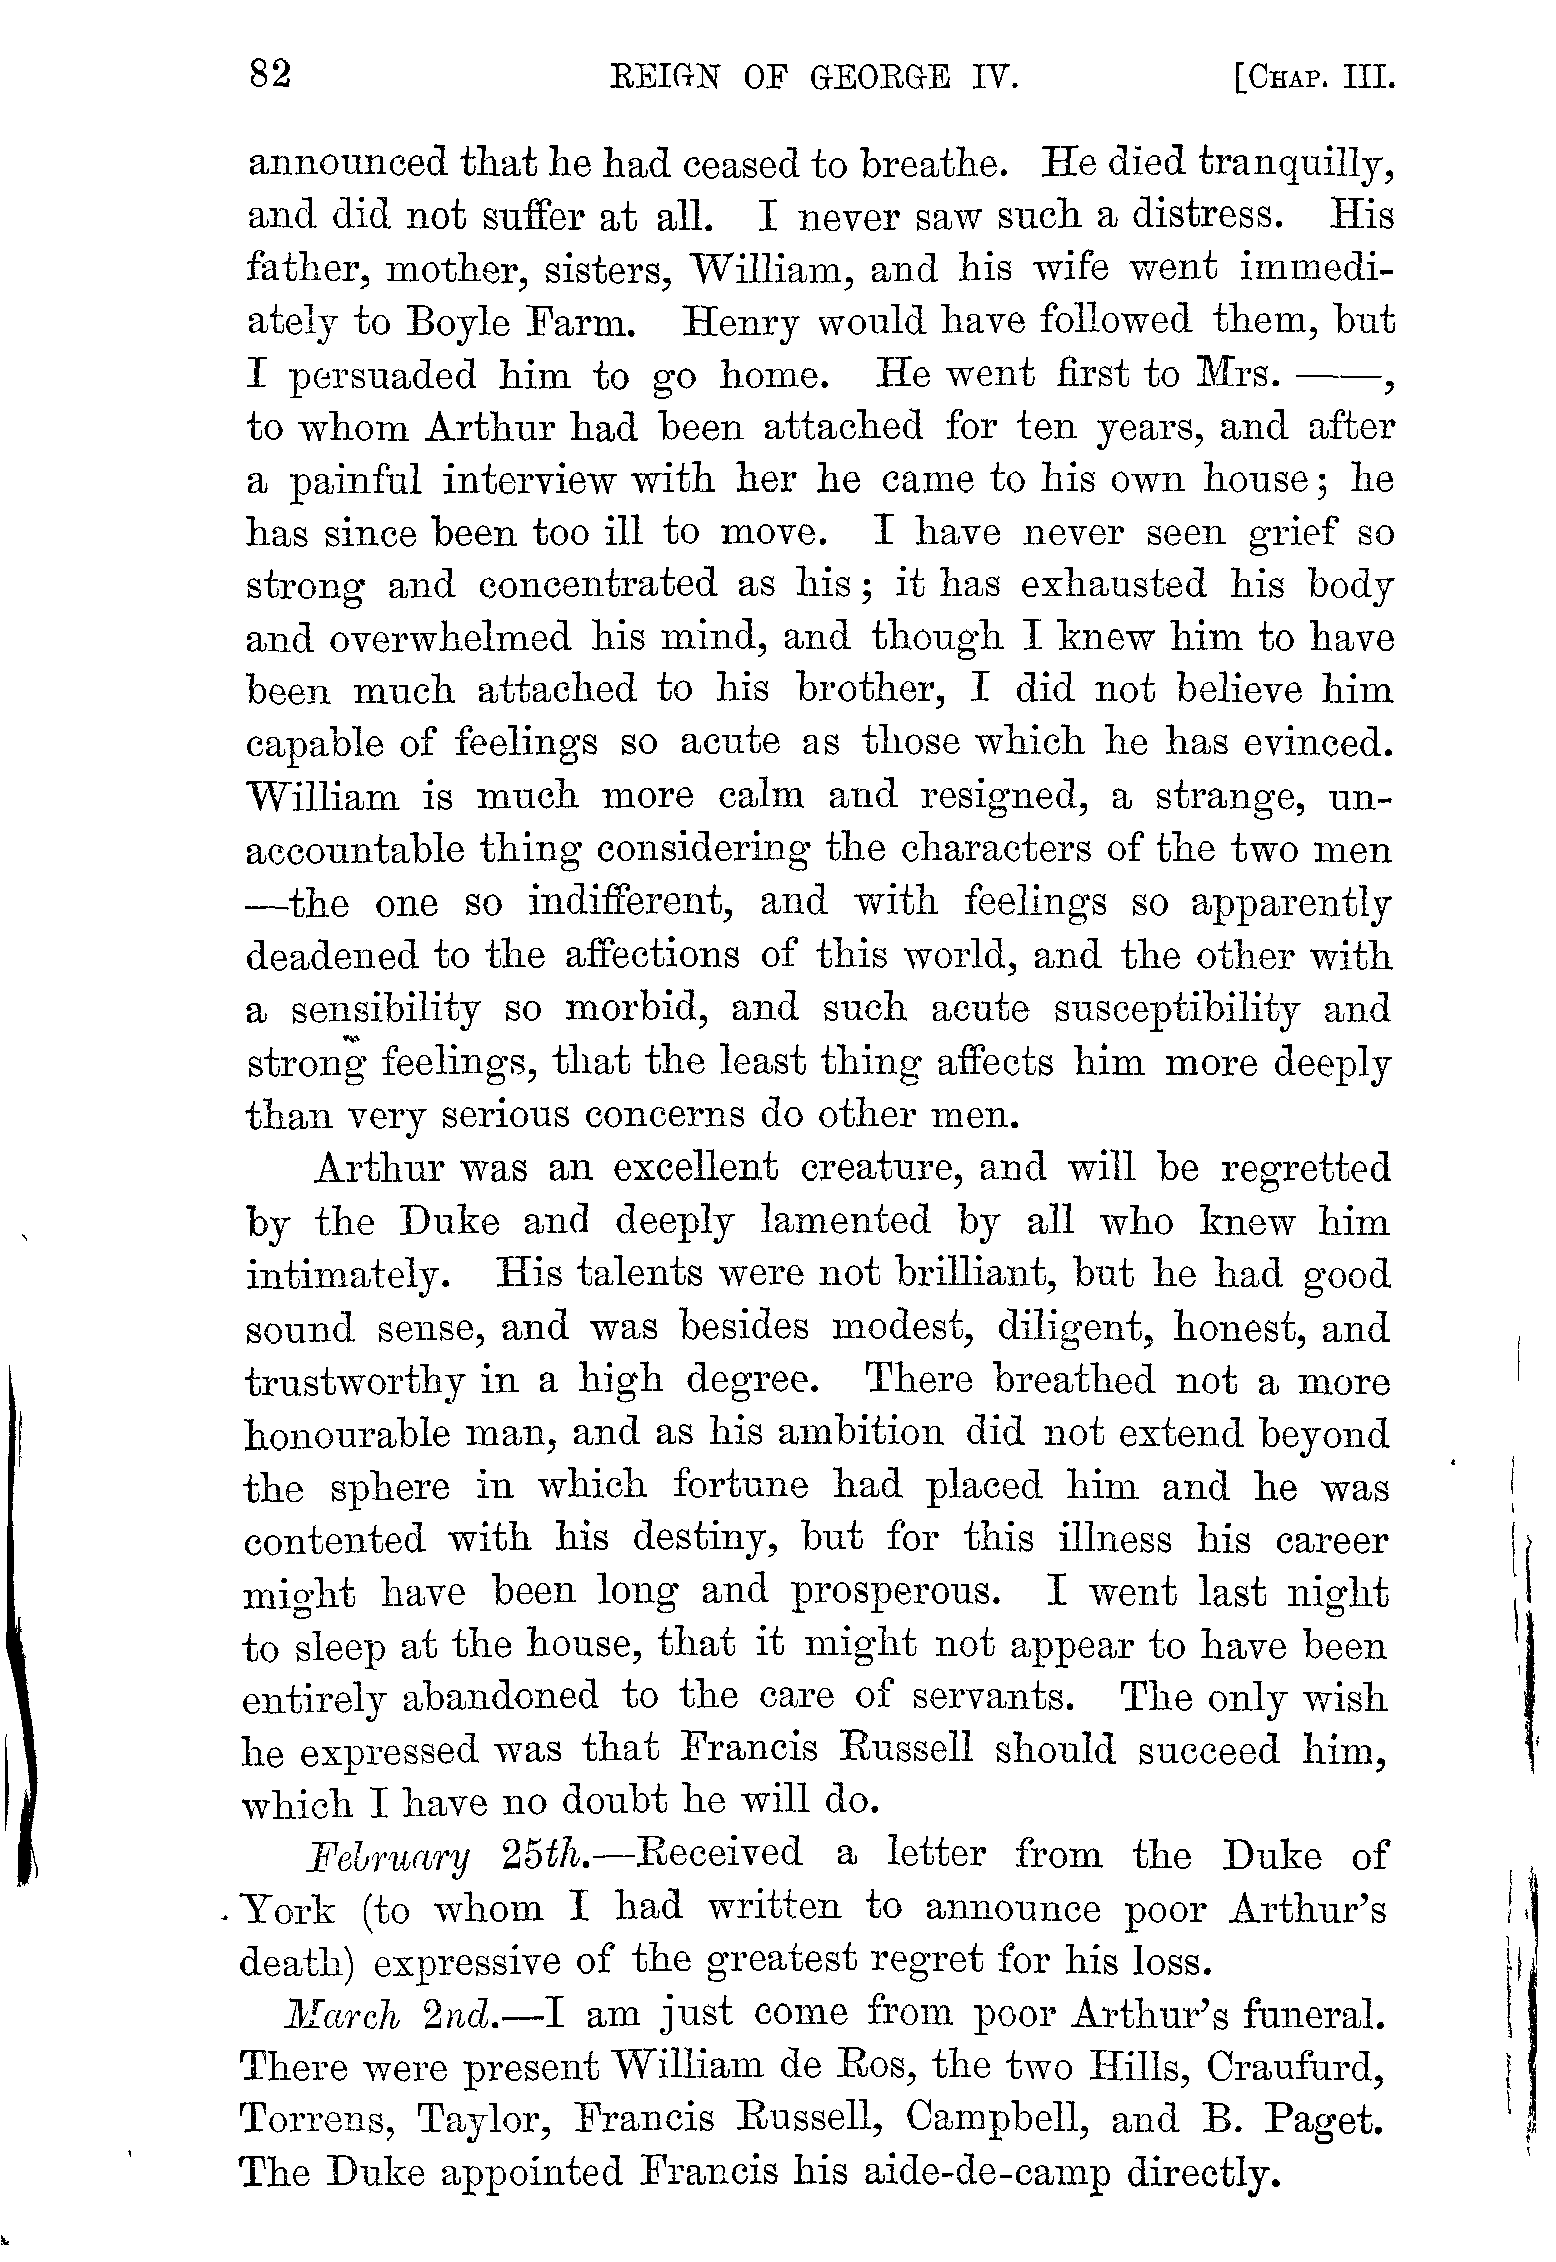 82 REIGN OF GEORGE IV. [CHAP. III.
announced that he had ceased to breathe. He died tranquilly,
and did not suffer at all. I never saw such a distress. His
father, mother, sisters, William, and his wife went immedi-
ately to Boyle Farm. Henry would have followed them, but
I persuaded him to go home. He went first to Mrs. ——,
to whom Arthur had been attached for ten years, and after
a painful interview with her he came to his own house; he
has since been too ill to move. I have never seen grief so
strong and concentrated as his; it has exhausted his body
and overwhelmed his mind, and though I knew him to have
been much attached to his brother, I did not believe him
capable of feelings so acute as those which he has evinced.
William is much more calm and resigned, a strange, un-
accountable thing considering the characters of the two men
—the one so indifferent, and with feelings so apparently
deadened to the affections of this world, and the other with
a sensibility so morbid, and such acute susceptibility and
strong feelings, that the least thing affects him more deeply
than very serious concerns do other men.
Arthur was an excellent creature, and will be regretted
by the Duke and deeply lamented by all who knew him
intimately. His talents were not brilliant, but he had good
sound sense, and was besides modest, diligent, honest, and
trustworthy in a high degree. There breathed not a more
honourable man, and as his ambition did not extend beyond
the sphere in which fortune had placed him and he was
contented with his destiny, but for this illness his career
might have been long and prosperous. I went last night
to sleep at the house, that it might not appear to have been
entirely abandoned to the care of servants. The only wish
he expressed was that Francis Russell should succeed him,
which I have no doubt he will do.
February 25th.—Received a letter from the Duke of
York (to whom I had written to announce poor Arthur's
death) expressive of the greatest regret for his loss.
March 2nd.—I am just come from poor Arthur's funeral.
There were present William de Ros, the two Hills, Craufurd,
Torrens, Taylor, Francis Russell, Campbell, and B. Paget.
The Duke appointed Francis his aide-de-camp directly.